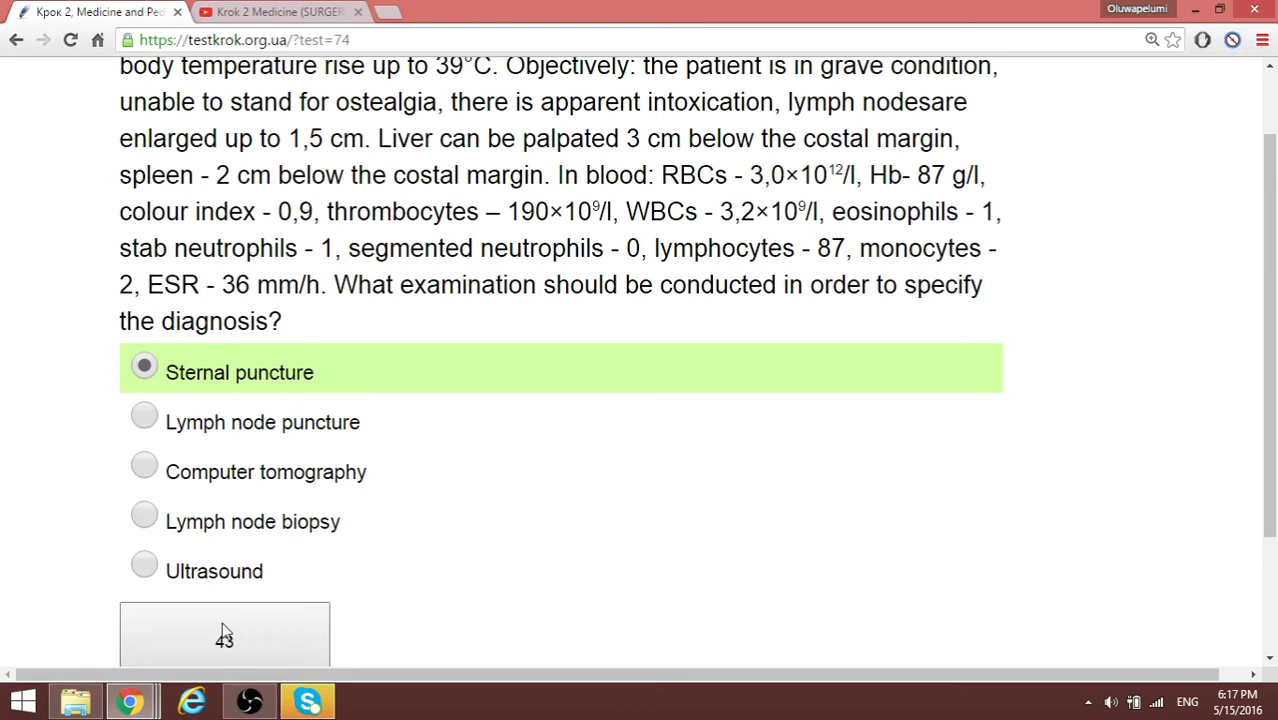 Крок 2, Medicine and Pec
Krok 2 Medicine (SURGER
Oluwapelumi
https://testkrok.org.ua/?test=74
body temperature rise up to 39°C. Objectively: the patient is in grave condition,
unable to stand for ostealgia, there is apparent intoxication, lymph nodesare
enlarged up to 1,5 cm. Liver can be palpated 3 cm below the costal margin,
spleen - 2 cm below the costal margin. In blood: RBCs - 3,0×10¹²/l, Hb- 87 g/l,
colour index - 0,9, thrombocytes – 190×10⁹/l, WBCs - 3,2×10⁹/l, eosinophils - 1,
stab neutrophils - 1, segmented neutrophils - 0, lymphocytes - 87, monocytes -
2, ESR - 36 mm/h. What examination should be conducted in order to specify
the diagnosis?
Sternal puncture
Lymph node puncture
Computer tomography
Lymph node biopsy
Ultrasound
43
ENG
6:17 PM
5/15/2016